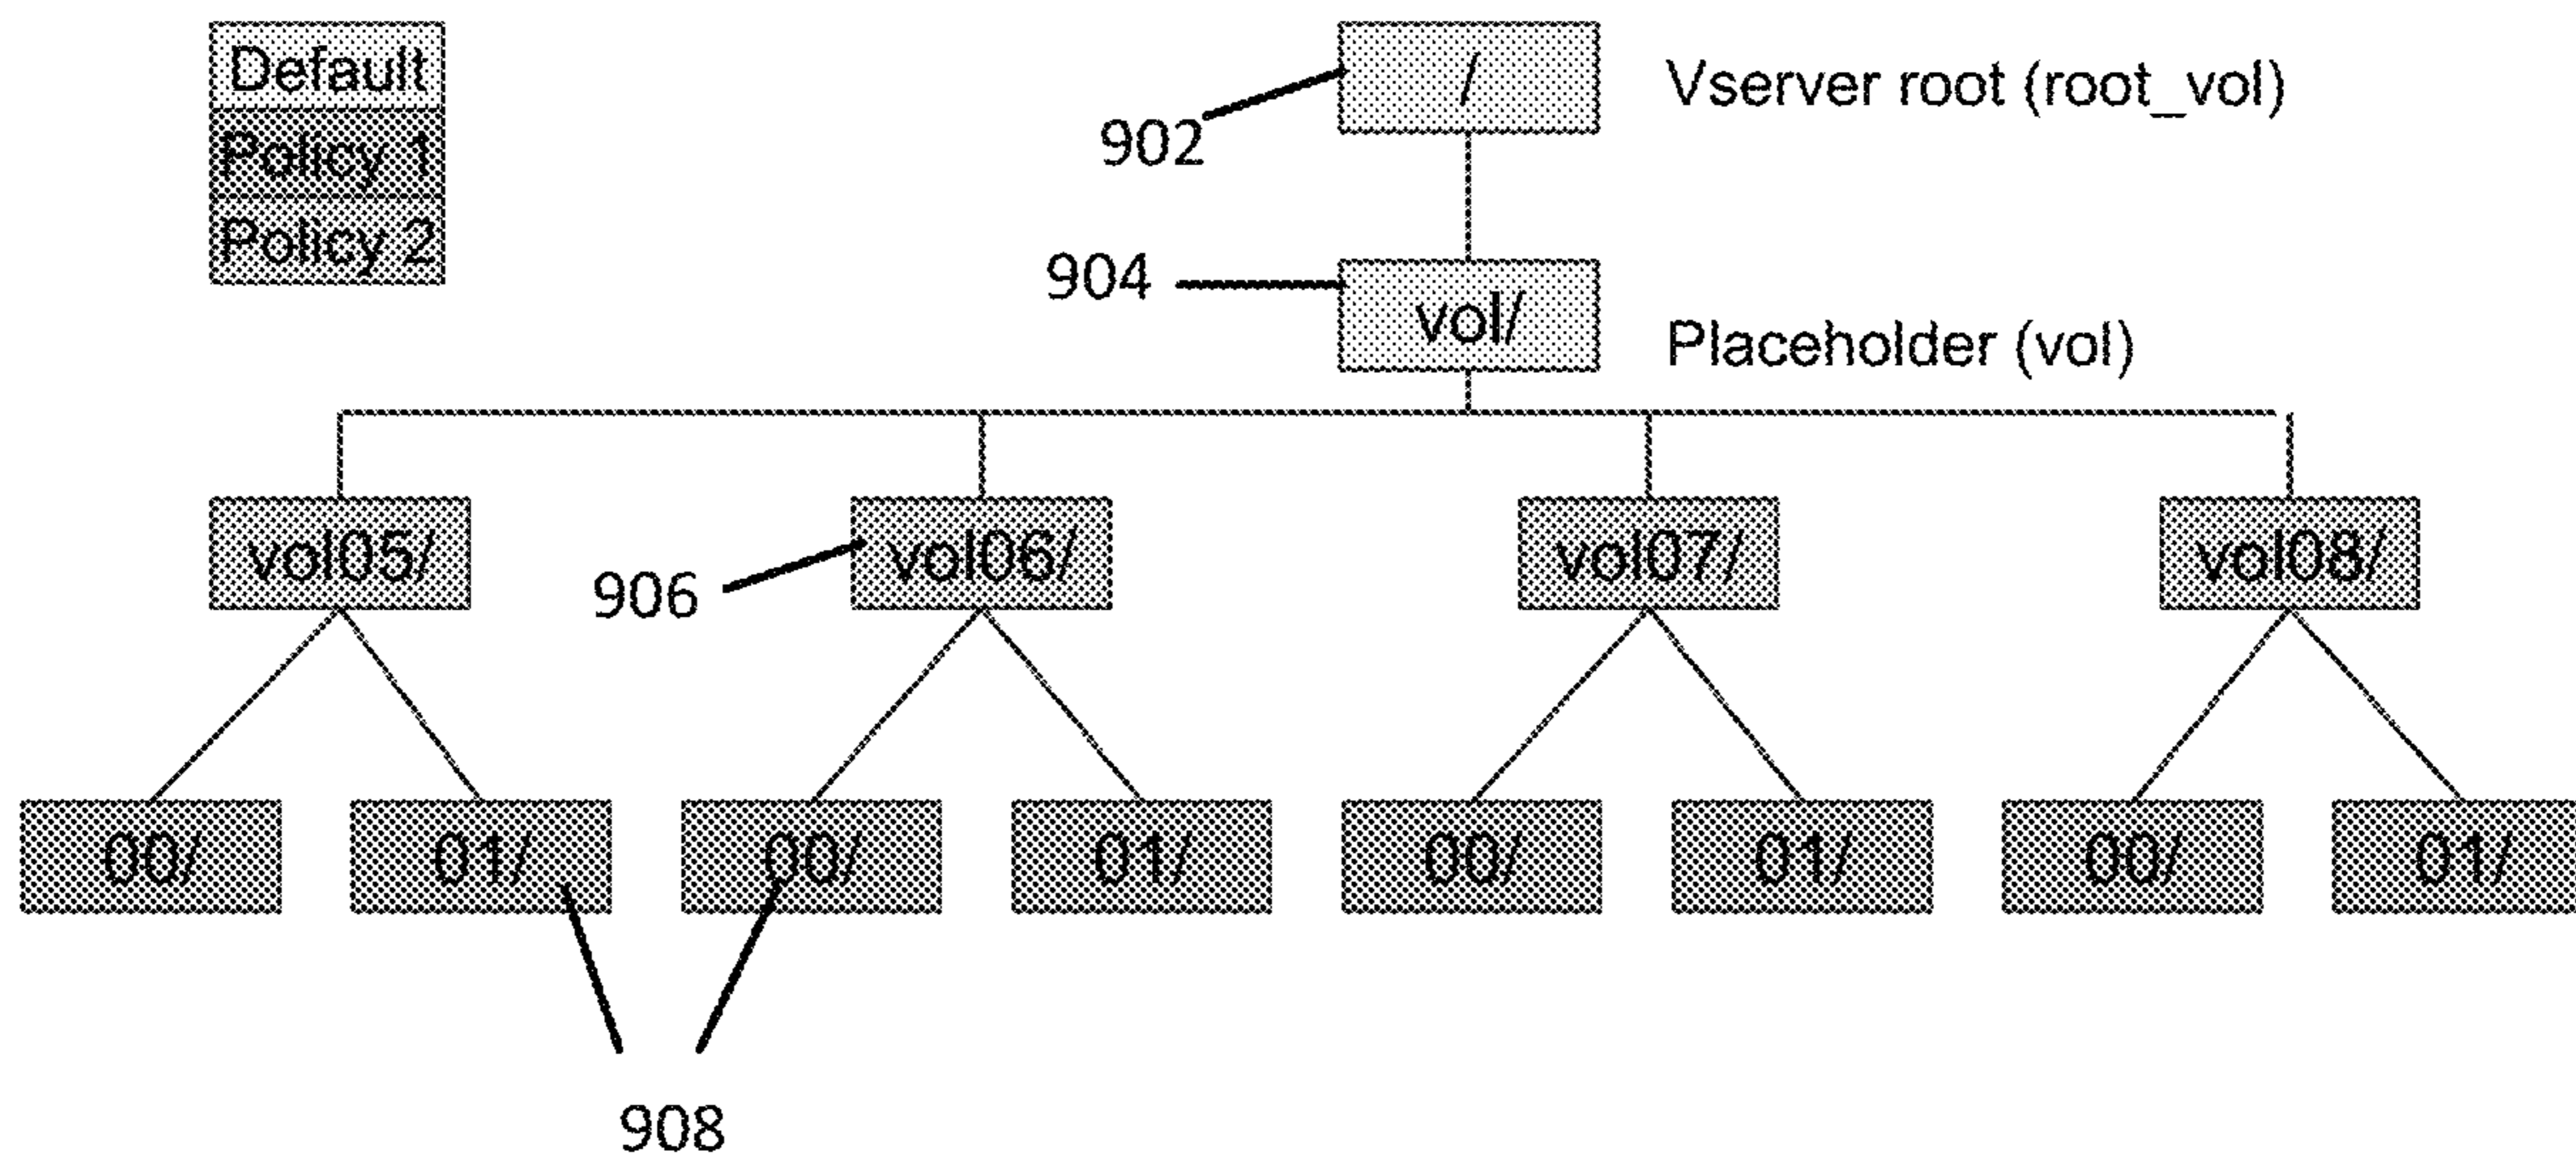 Default
Policy 1
Policy 2
/
Vserver root (root_vol)
902
904
vol/
Placeholder (vol)
vol05/
906
vol06/
vol07/
vol08/
00/
01/
00/
01/
00/
01/
00/
01/
908